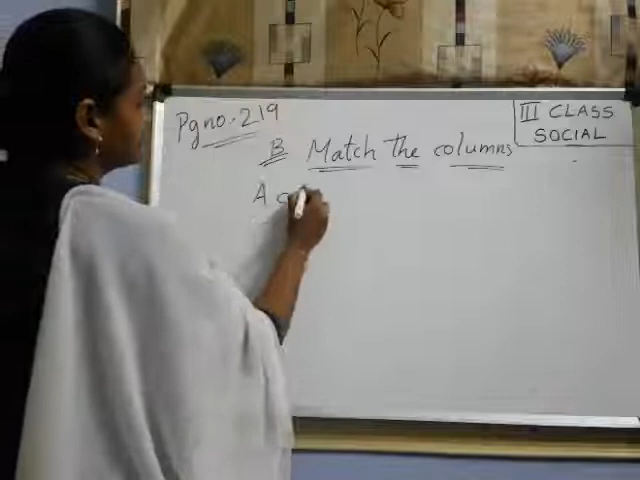 Pg no. 219
III CLASS
SOCIAL
B Match the columns
A c